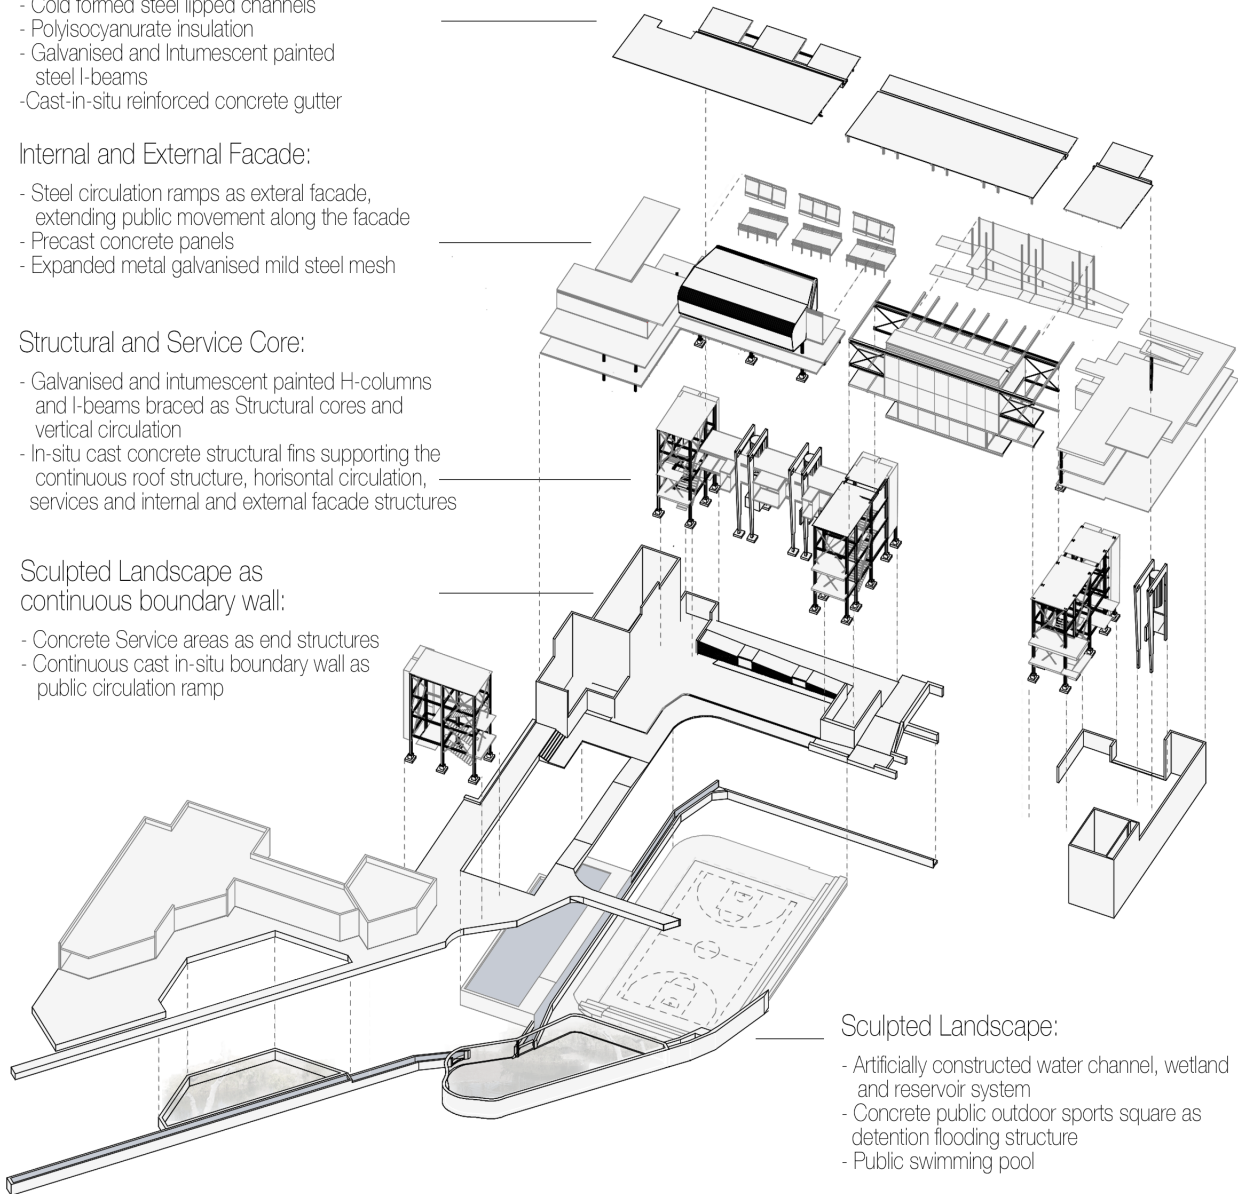 - Cold formed steel lipped channels
- Polyisocyanurate insulation
- Galvanised and Intumescent painted
steel I-beams
-Cast-in-situ reinforced concrete gutter
Internal and External Facade:
- Steel circulation ramps as exteral facade,
extending public movement along the facade
- Precast concrete panels
- Expanded metal galvanised mild steel mesh
Structural and Service Core:
- Galvanised and intumescent painted H-columns
and I-beams braced as Structural cores and
vertical circulation
- In-situ cast concrete structural fins supporting the
continuous roof structure, horisontal circulation,
services and internal and external facade structures
Sculpted Landscape as
continuous boundary wall:
- Concrete Service areas as end structures
- Continuous cast in-situ boundary wall as
public circulation ramp
Sculpted Landscape:
- Artificially constructed water channel, wetland
and reservoir system
- Concrete public outdoor sports square as
detention flooding structure
- Public swimming pool